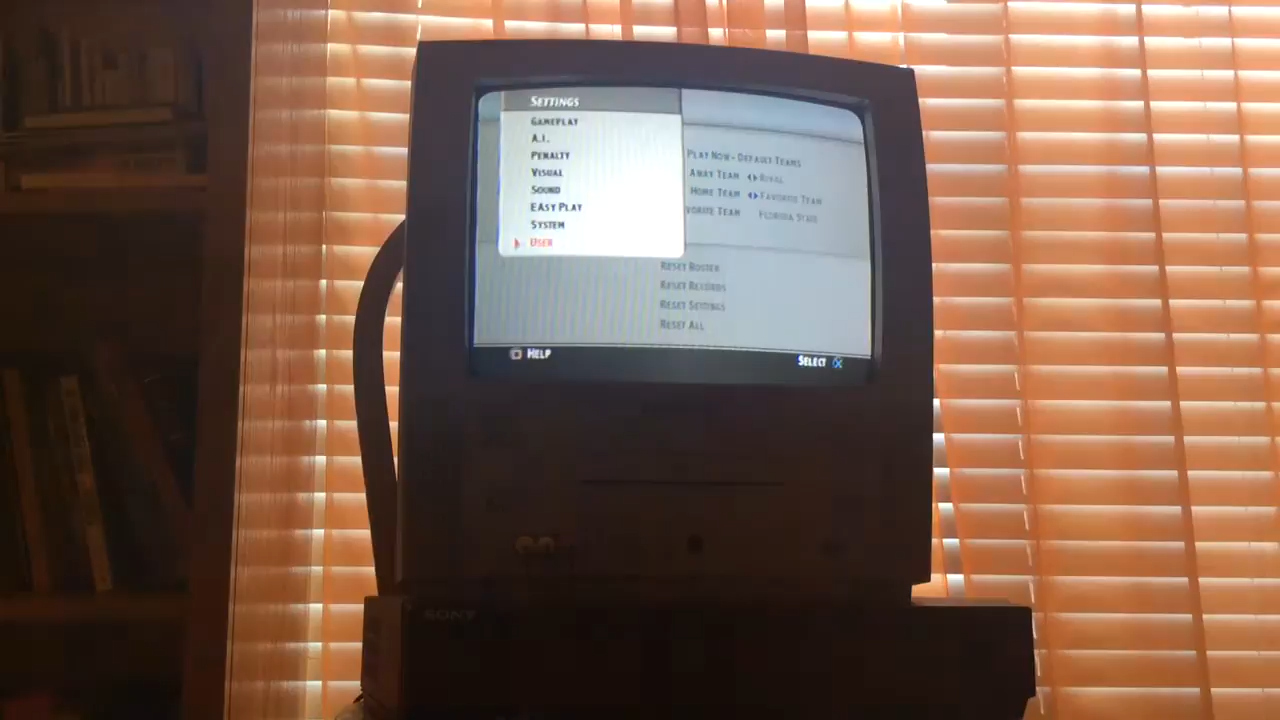 SETTINGS
GAMEPLAY
A.I.
PENALTY
VISUAL
SOUND
EASY PLAY
SYSTEM
USER
PLAY NOW - DEFAULT TEAMS
AWAY TEAM RIVAL
HOME TEAM FAVORITE TEAM
VORITE TEAM FLORIDA STATE
RESET ROSTER
RESET RECORDS
RESET SETTINGS
RESET ALL
HELP
SELECT
SONY